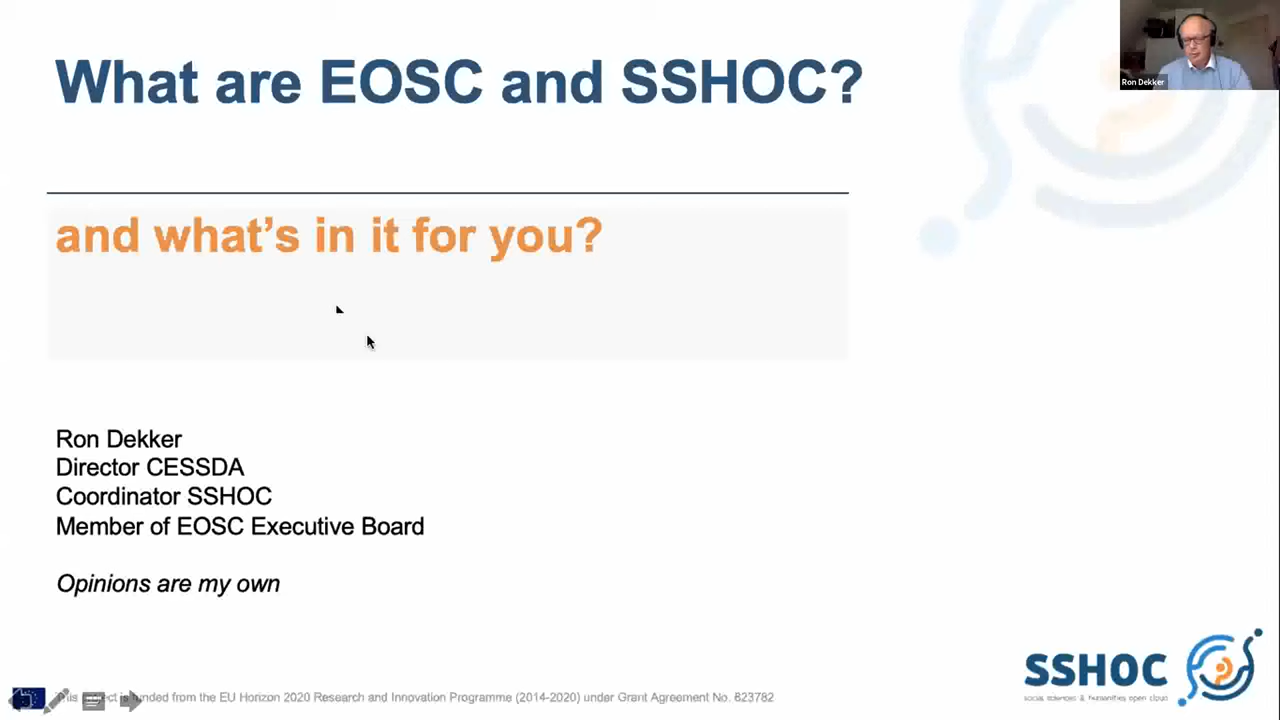 What are EOSC and SSHOC?
Ron Dekker
and what's in it for you?
Ron Dekker
Director CESSDA
Coordinator SSHOC
Member of EOSC Executive Board
Opinions are my own
SSHOC
social sciences & humanities open cloud
is funded from the EU Horizon 2020 Research and Innovation Programme (2014-2020) under Grant Agreement No. 823782